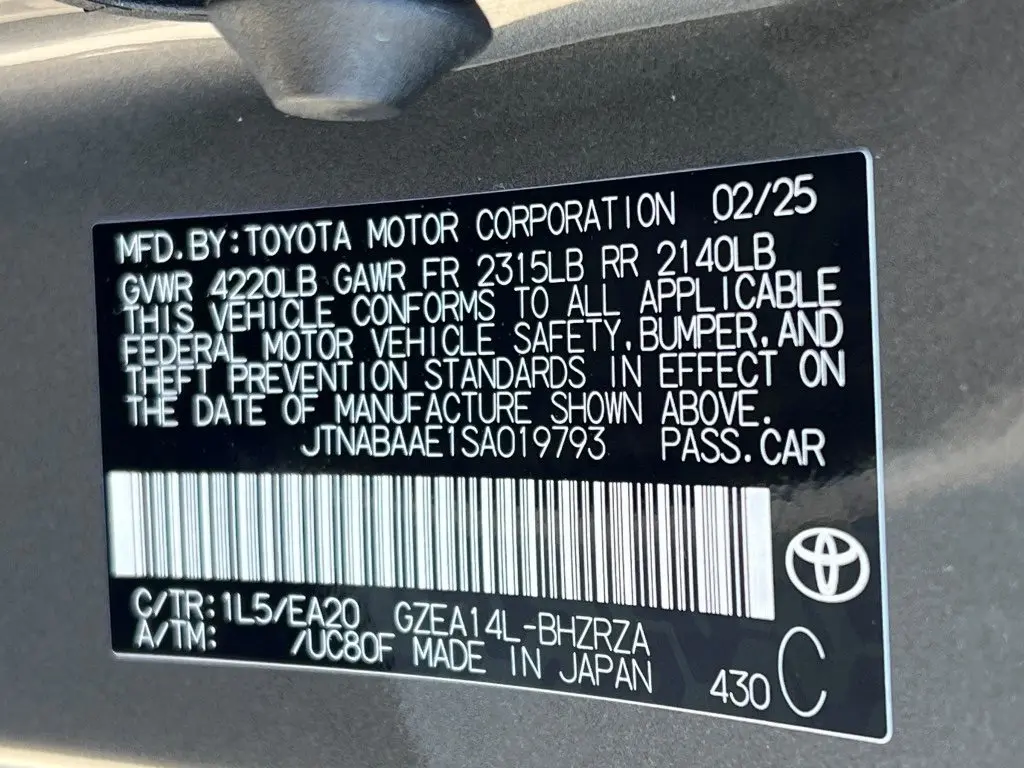 MFD.BY:TOYOTA MOTOR CORPORATION 02/25
GVWR 4220LB GAWR FR 2315LB RR 2140LB
THIS VEHICLE CONFORMS TO ALL APPLICABLE
FEDERAL MOTOR VEHICLE SAFETY,BUMPER,AND
THEFT PREVENTION STANDARDS IN EFFECT ON
THE DATE OF MANUFACTURE SHOWN ABOVE.
JTNABAAE1SA019793 PASS.CAR
C/TR:1L5/EA20 GZEA14L-BHZRZA
A/TM: /UC80F MADE IN JAPAN
430 C